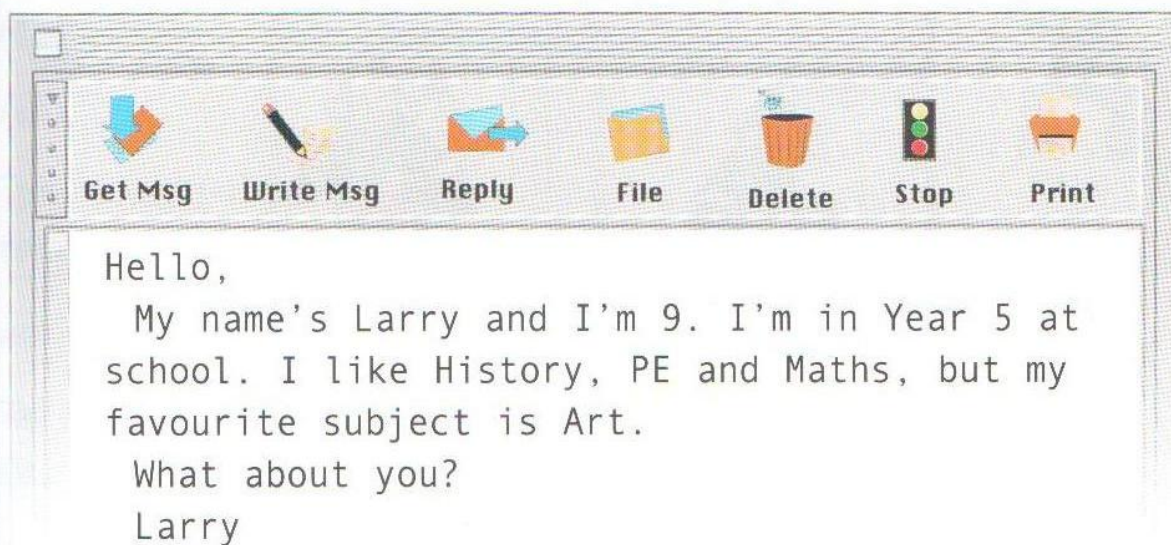 Get Msg Write Msg Reply File Delete Stop Print
Hello,
My name's Larry and I'm 9. I'm in Year 5 at
school. I like History, PE and Maths, but my
favourite subject is Art.
What about you?
Larry